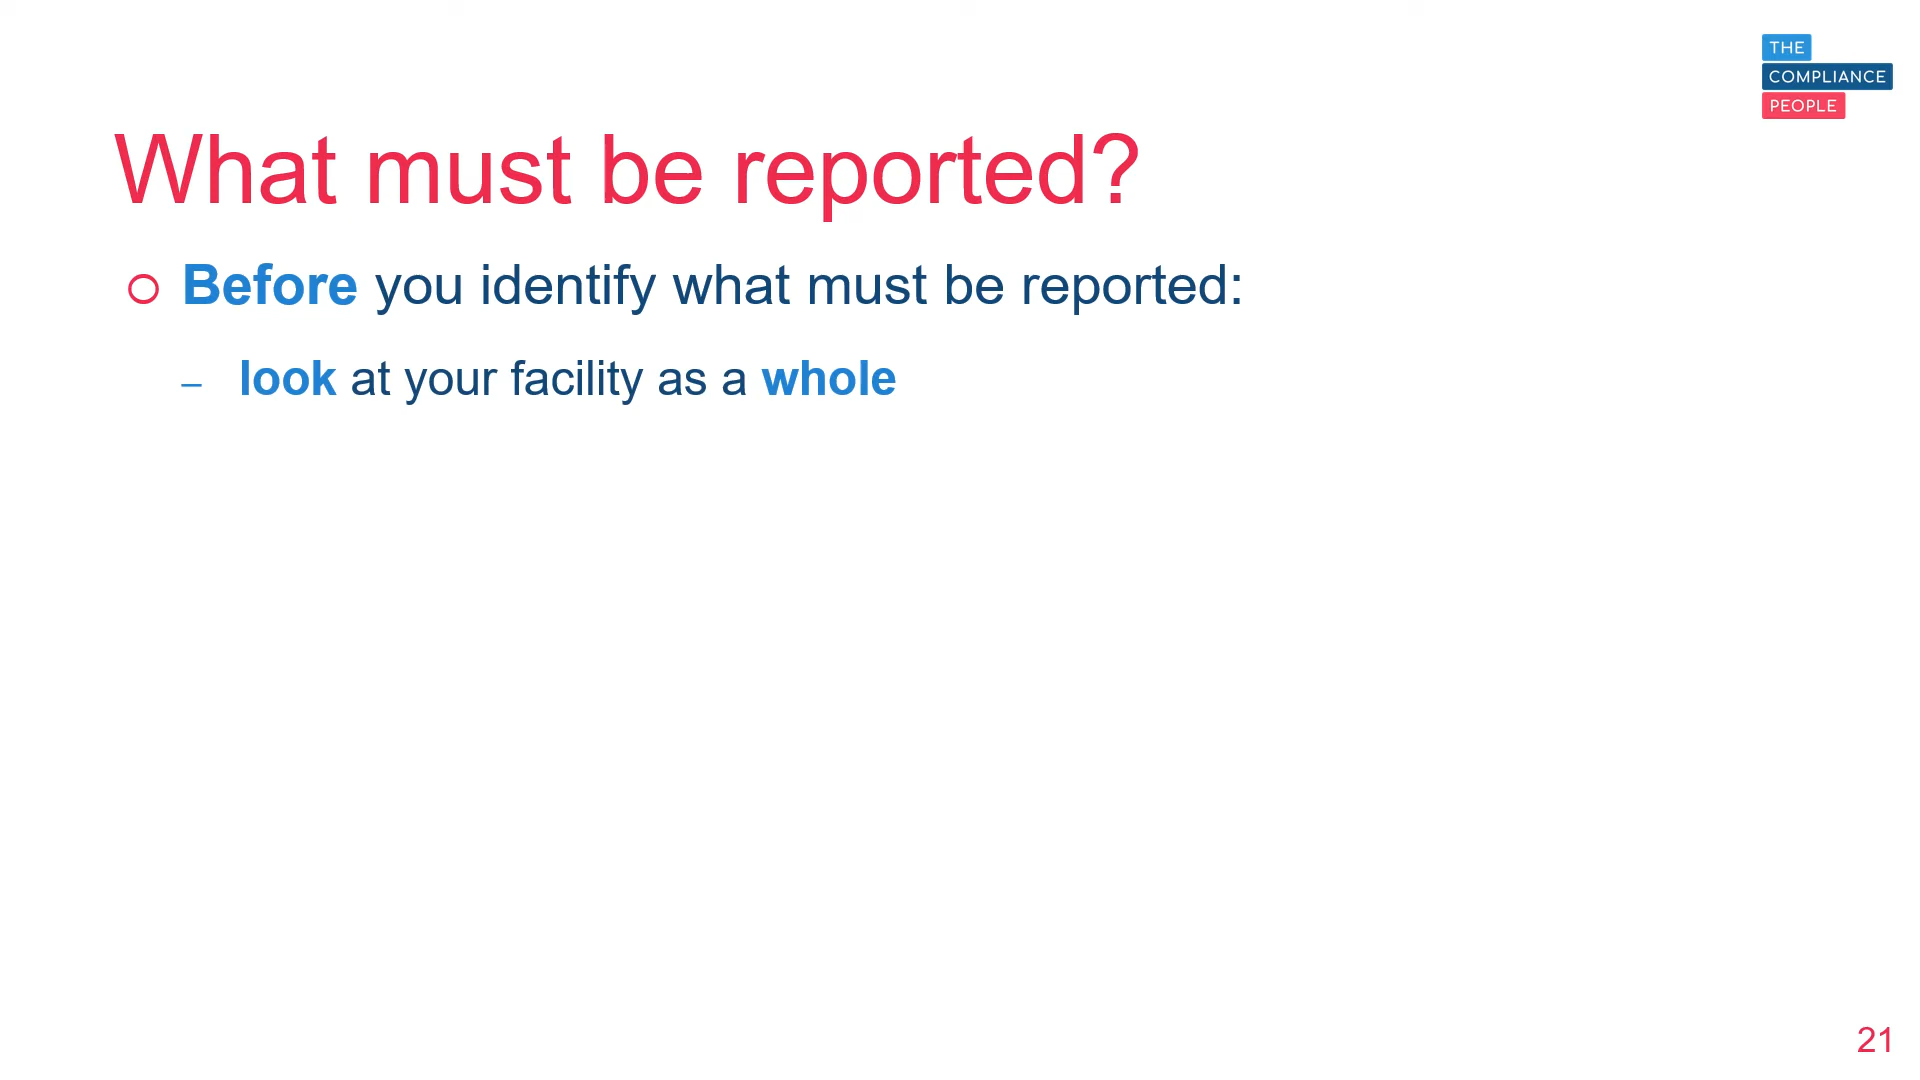 THE
COMPLIANCE
PEOPLE
What must be reported?
Before you identify what must be reported:
– look at your facility as a whole
21